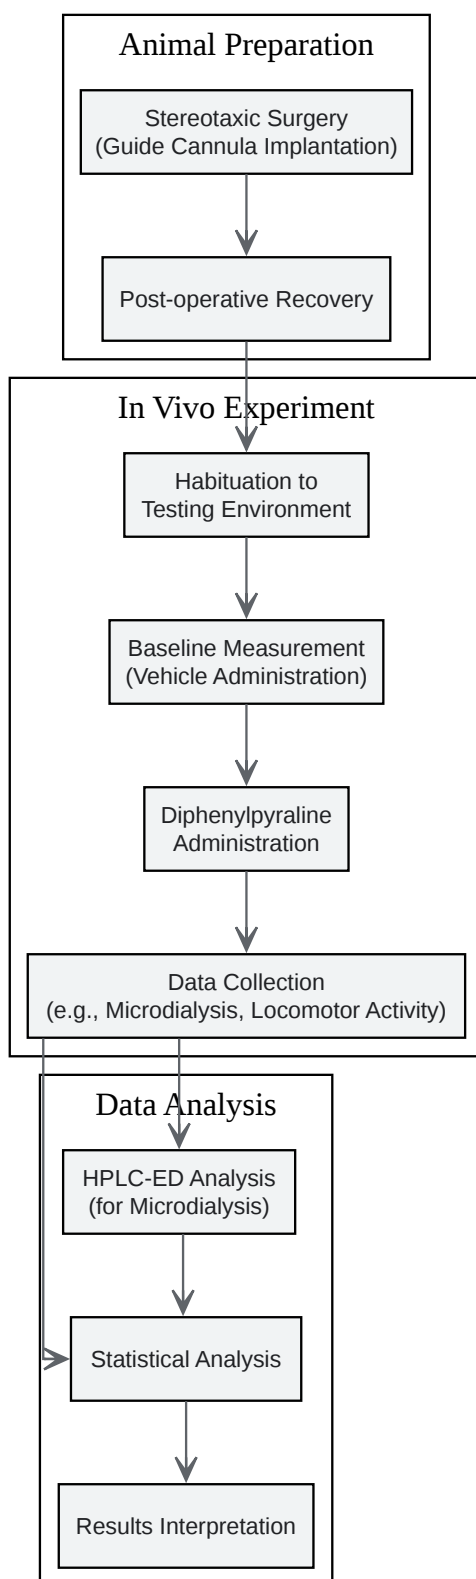 Animal Preparation
Stereotaxic Surgery
(Guide Cannula Implantation)
Post-operative Recovery
In Vivo Experiment
Habituation to
Testing Environment
Baseline Measurement
(Vehicle Administration)
Diphenylpyraline
Administration
Data Collection
(e.g., Microdialysis, Locomotor Activity)
Data Analysis
HPLC-ED Analysis
(for Microdialysis)
Statistical Analysis
Results Interpretation